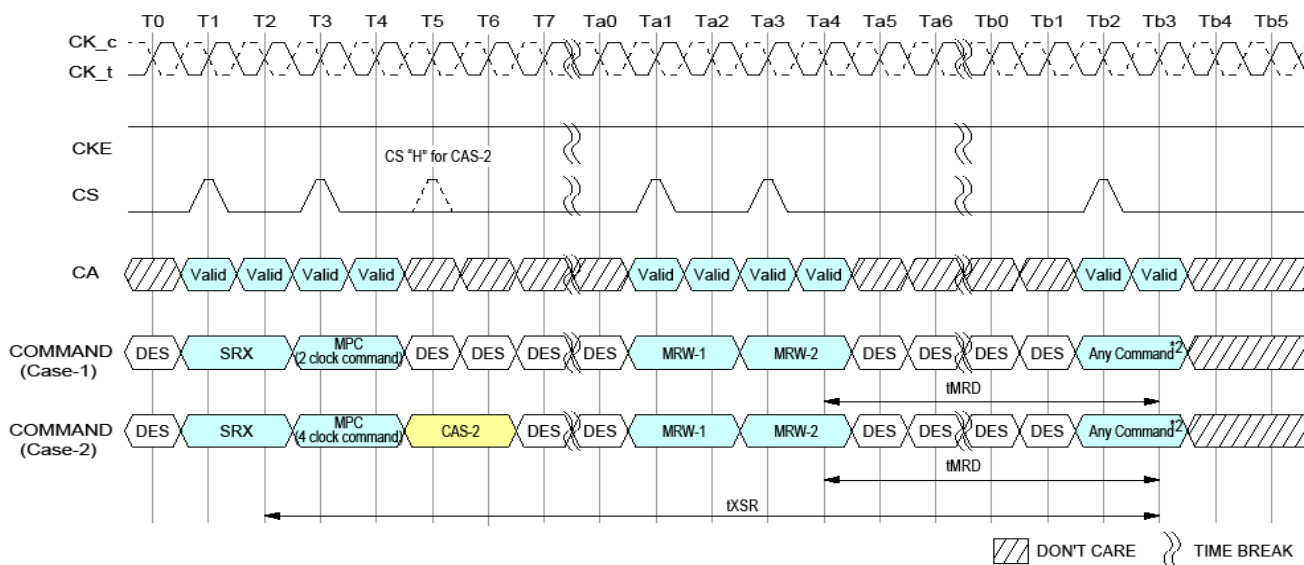 T0 T1 T2 T3 T4 T5 T6 T7 Ta0 Ta1 Ta2 Ta3 Ta4 Ta5 Ta6 Tb0 Tb1 Tb2 Tb3 Tb4 Tb5
CK_c
CK_t
CKE
CS "H" for CAS-2
CS
CA Valid Valid Valid Valid Valid Valid Valid Valid Valid Valid
COMMAND (Case-1) DES SRX MPC (2 clock command) DES DES DES DES MRW-1 MRW-2 DES DES DES DES Any Command*2
tMRD
COMMAND (Case-2) DES SRX MPC (4 clock command) CAS-2 DES DES MRW-1 MRW-2 DES DES DES DES Any Command*2
tMRD
tXSR
DON'T CARE TIME BREAK